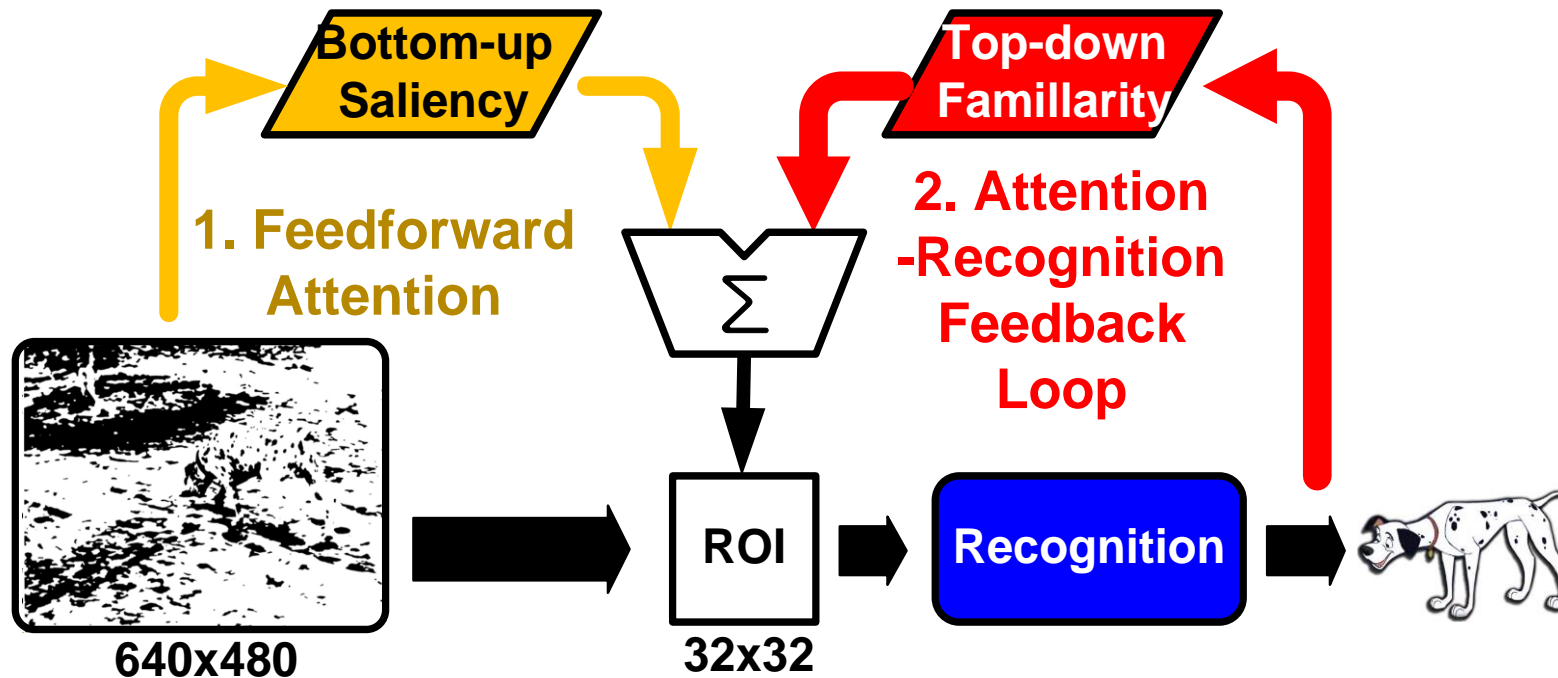 Bottom-up
Saliency
Top-down
Famillarity
1. Feedforward
Attention
2. Attention
-Recognition
Feedback
Loop
Σ
ROI
Recognition
640x480
32x32